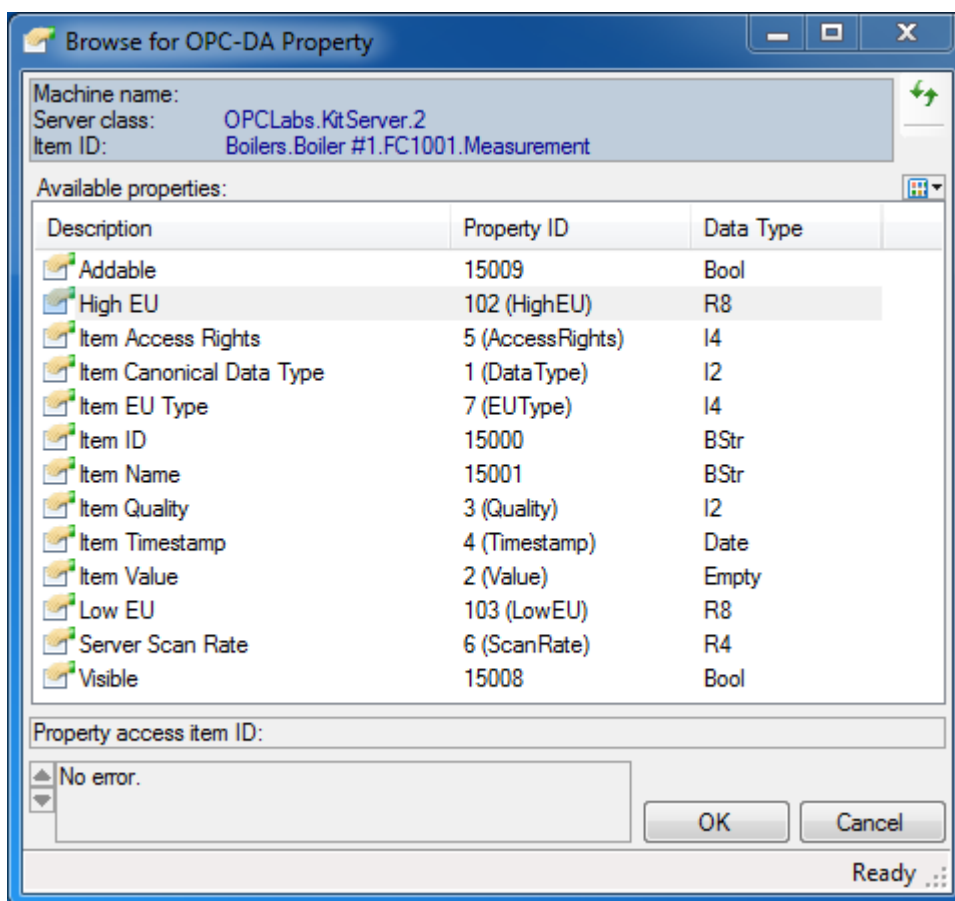 Browse for OPC-DA Property
Machine name:
Server class: OPCLabs.KitServer.2
Item ID: Boilers.Boiler #1.FC1001.Measurement
Available properties:
Description Property ID Data Type
Addable 15009 Bool
High EU 102 (HighEU) R8
Item Access Rights 5 (AccessRights) I4
Item Canonical Data Type 1 (DataType) I2
Item EU Type 7 (EUType) I4
Item ID 15000 BStr
Item Name 15001 BStr
Item Quality 3 (Quality) I2
Item Timestamp 4 (Timestamp) Date
Item Value 2 (Value) Empty
Low EU 103 (LowEU) R8
Server Scan Rate 6 (ScanRate) R4
Visible 15008 Bool
Property access item ID:
No error.
OK Cancel
Ready